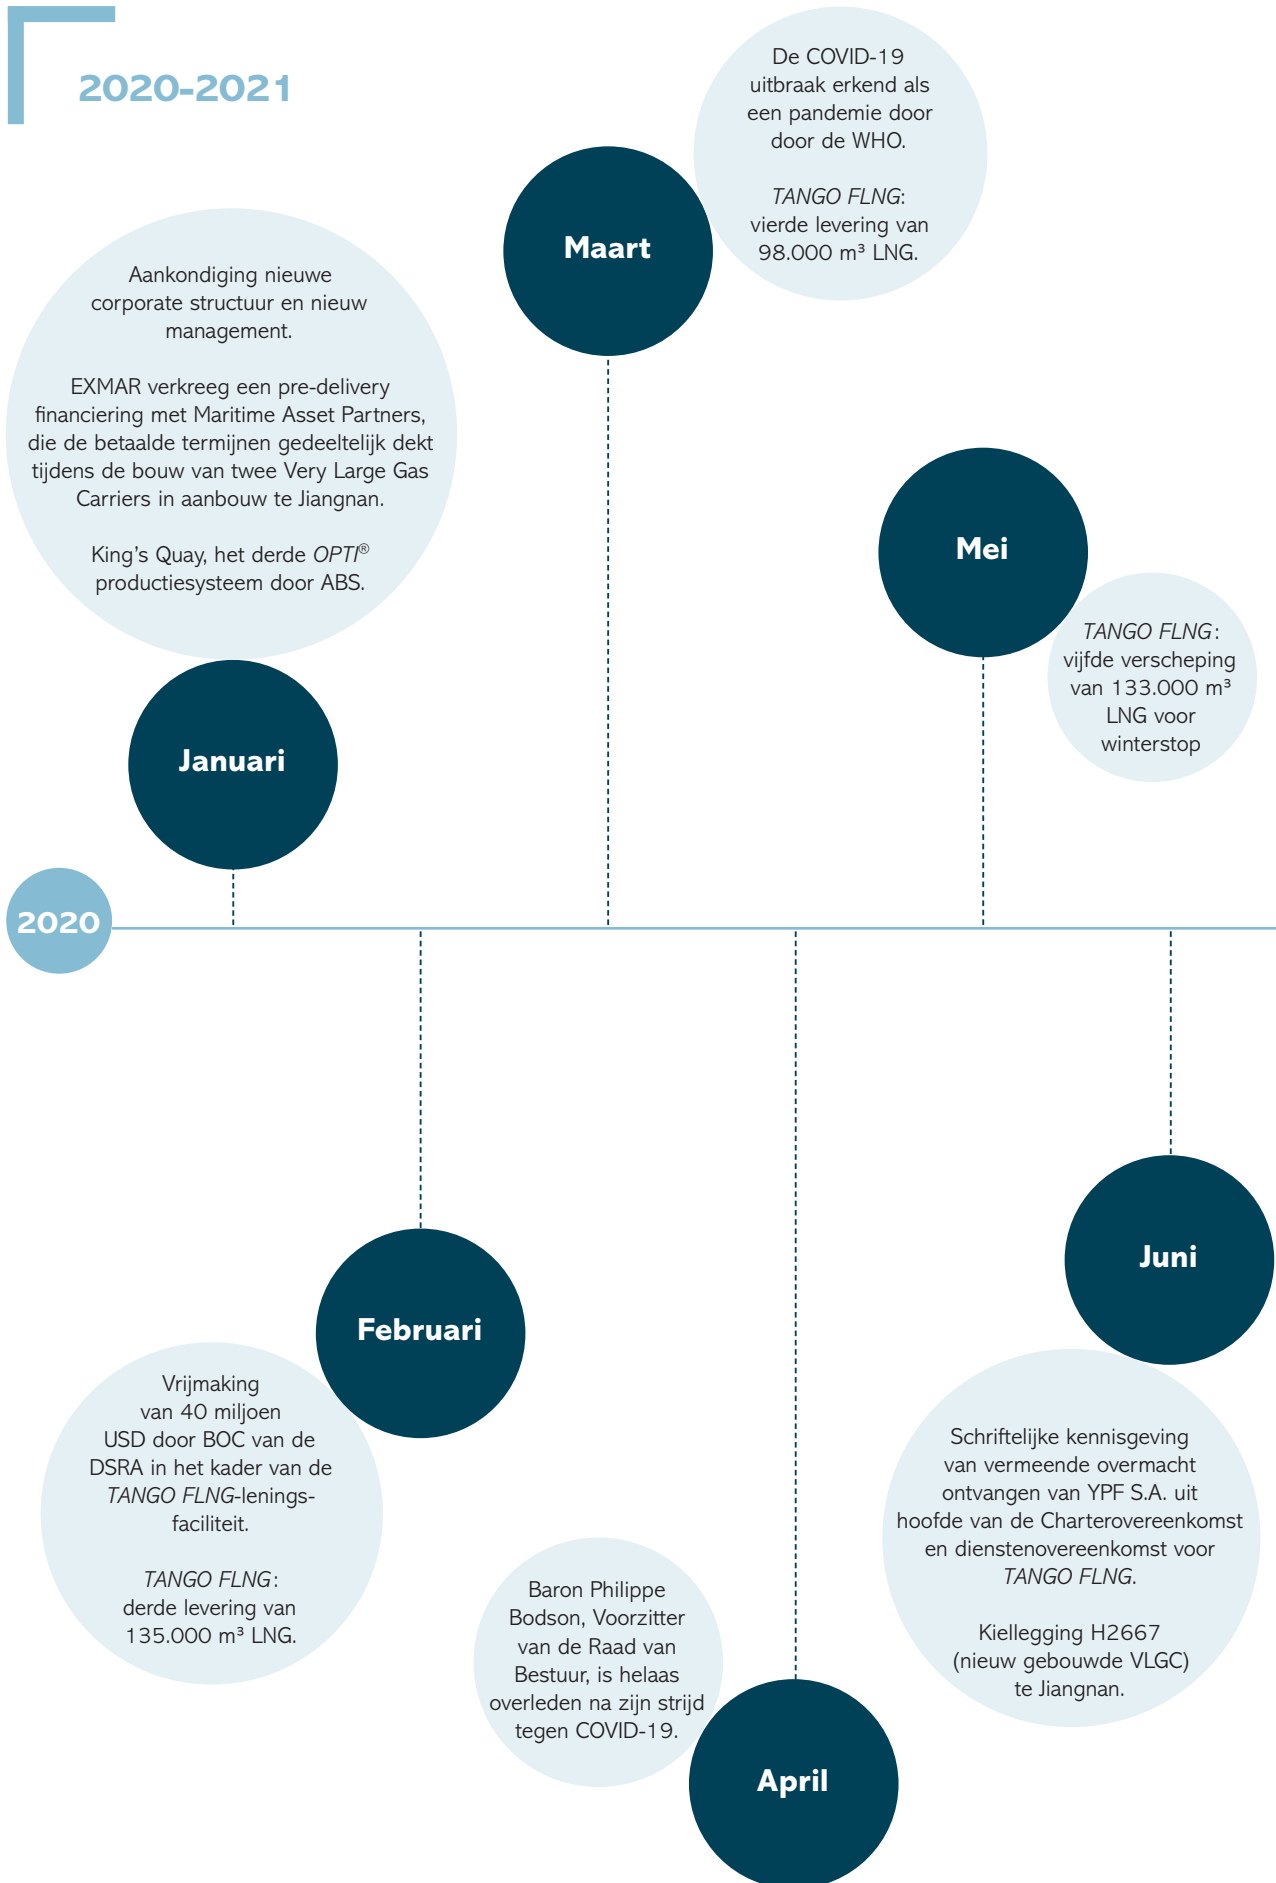 2020-2021
Aankondiging nieuwe
corporate structuur en nieuw
management.
EXMAR verkreeg een pre-delivery
financiering met Maritime Asset Partners,
die de betaalde termijnen gedeeltelijk dekt
tijdens de bouw van twee Very Large Gas
Carriers in aanbouw te Jiangnan.
King's Quay, het derde OPTI®
productiesysteem door ABS.
Januari
Maart
De COVID-19
uitbraak erkend als
een pandemie door
door de WHO.
TANGO FLNG:
vierde levering van
98.000 m³ LNG.
Mei
TANGO FLNG:
vijfde verscheping
van 133.000 m³
LNG voor
winterstop
2020
Februari
Vrijmaking
van 40 miljoen
USD door BOC van de
DSRA in het kader van de
TANGO FLNG-lenings-
faciliteit.
TANGO FLNG:
derde levering van
135.000 m³ LNG.
Baron Philippe
Bodson, Voorzitter
van de Raad van
Bestuur, is helaas
overleden na zijn strijd
tegen COVID-19.
April
Juni
Schriftelijke kennisgeving
van vermeende overmacht
ontvangen van YPF S.A. uit
hoofde van de Charterovereenkomst
en dienstenovereenkomst voor
TANGO FLNG.
Kiellegging H2667
(nieuw gebouwde VLGC)
te Jiangnan.